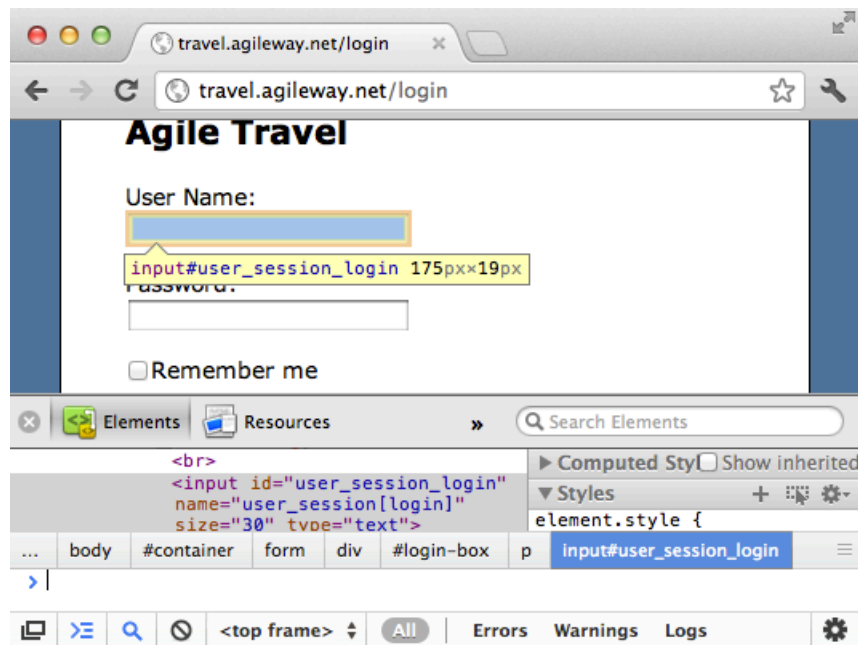 travel.agileway.net/login
travel.agileway.net/login
Agile Travel
User Name:
input#user_session_login 175px×19px
Password:
Remember me
Elements Resources » Search Elements
<br>
<input id="user_session_login"
name="user_session[login]"
size="30" type="text">
▶ Computed Styl Show inherited
▼ Styles
element.style {
... body #container form div #login-box p input#user_session_login
>
<top frame> All Errors Warnings Logs